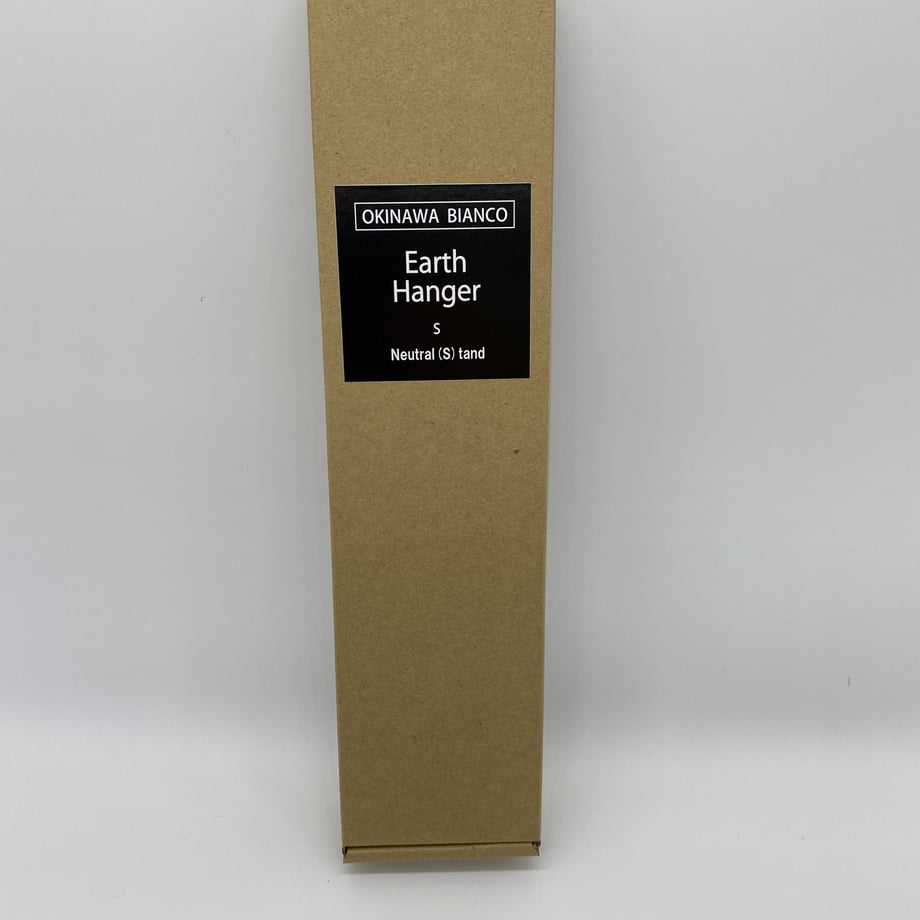 OKINAWA BIANCO
Earth
Hanger
S
Neutral (S) tand